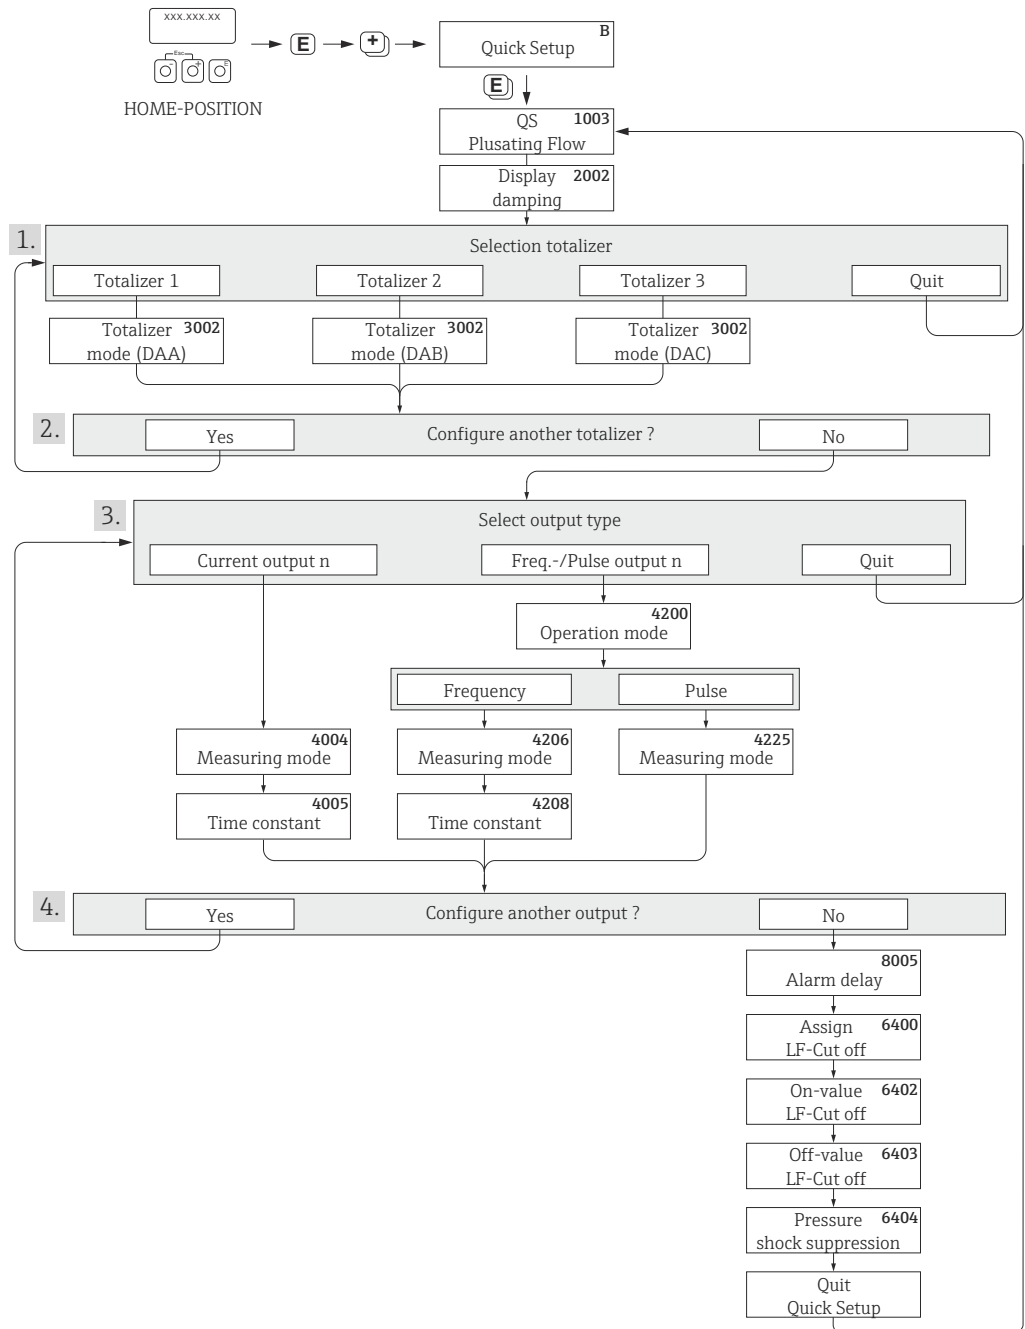 xxx.xxx.xx
Esc
-
+
E
HOME-POSITION
E
+
B
Quick Setup
E
QS 1003
Plusating Flow
Display 2002
damping
1.
Selection totalizer
Totalizer 1
Totalizer 2
Totalizer 3
Quit
Totalizer 3002
mode (DAA)
Totalizer 3002
mode (DAB)
Totalizer 3002
mode (DAC)
2.
Yes
Configure another totalizer ?
No
3.
Select output type
Current output n
Freq.-/Pulse output n
Quit
4200
Operation mode
Frequency
Pulse
4004
Measuring mode
4206
Measuring mode
4225
Measuring mode
4005
Time constant
4208
Time constant
4.
Yes
Configure another output ?
No
8005
Alarm delay
Assign 6400
LF-Cut off
On-value 6402
LF-Cut off
Off-value 6403
LF-Cut off
Pressure 6404
shock suppression
Quit
Quick Setup